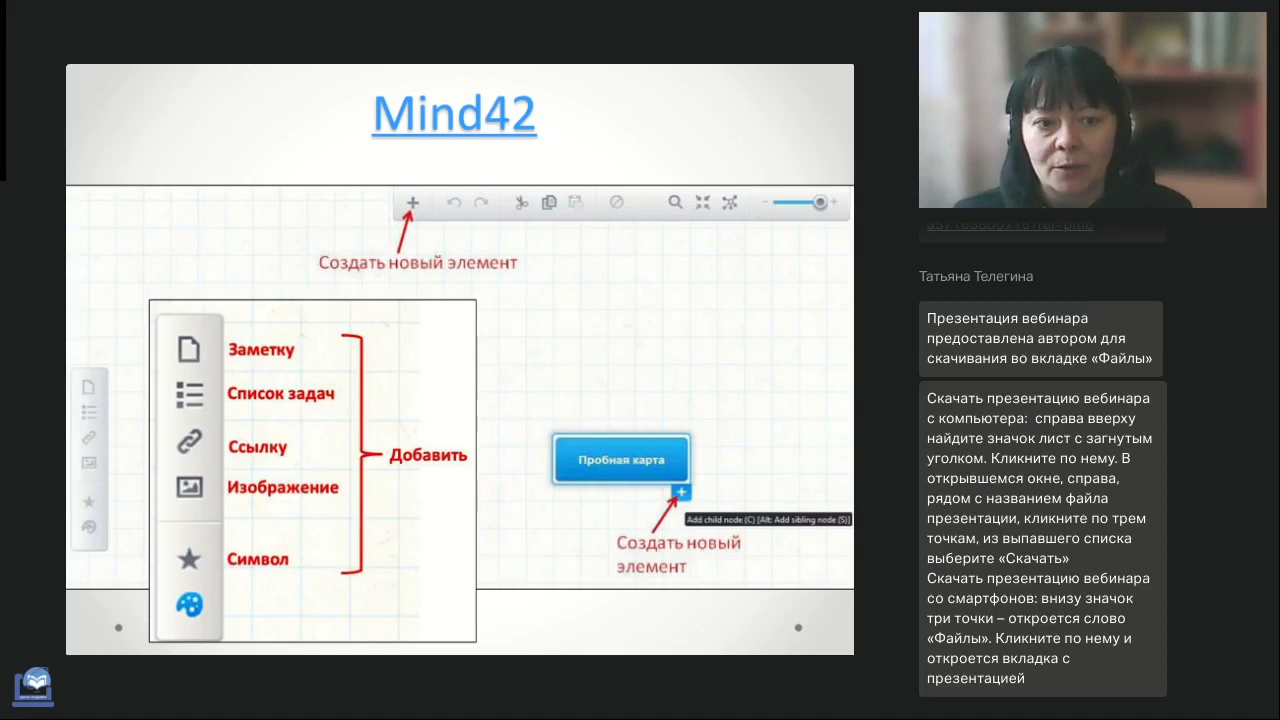 Mind42
Создать новый элемент
Заметку
Список задач
Ссылку
Добавить
Изображение
Символ
Пробная карта
Add child node (C) [Alt: Add sibling node (S)]
Создать новый
элемент
Татьяна Телегина
Презентация вебинара
предоставлена автором для
скачивания во вкладке «Файлы»
Скачать презентацию вебинара
с компьютера: справа вверху
найдите значок лист с загнутым
уголком. Кликните по нему. В
открывшемся окне, справа,
рядом с названием файла
презентации, кликните по трем
точкам, из выпавшего списка
выберите «Скачать»
Скачать презентацию вебинара
со смартфонов: внизу значок
три точки – откроется слово
«Файлы». Кликните по нему и
откроется вкладка с
презентацией